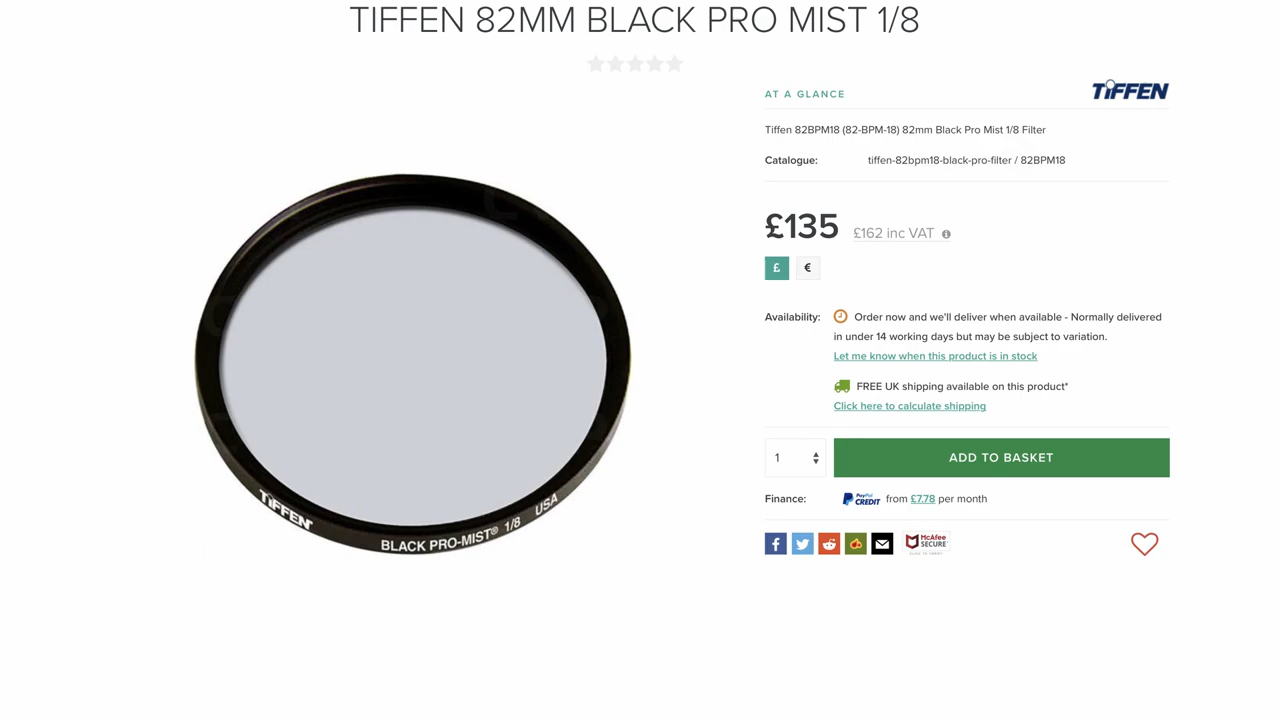 TIFFEN 82MM BLACK PRO MIST 1/8
AT A GLANCE
TiFFEN
Tiffen 82BPM18 (82-BPM-18) 82mm Black Pro Mist 1/8 Filter
Catalogue: tiffen-82bpm18-black-pro-filter / 82BPM18
£135 £162 inc VAT
£ €
Availability: Order now and we'll deliver when available - Normally delivered
in under 14 working days but may be subject to variation.
Let me know when this product is in stock
FREE UK shipping available on this product*
Click here to calculate shipping
1 ADD TO BASKET
Finance: PayPal CREDIT from £7.78 per month
McAfee
SECURE
TiFFEN BLACK PRO-MIST® 1/8 USA